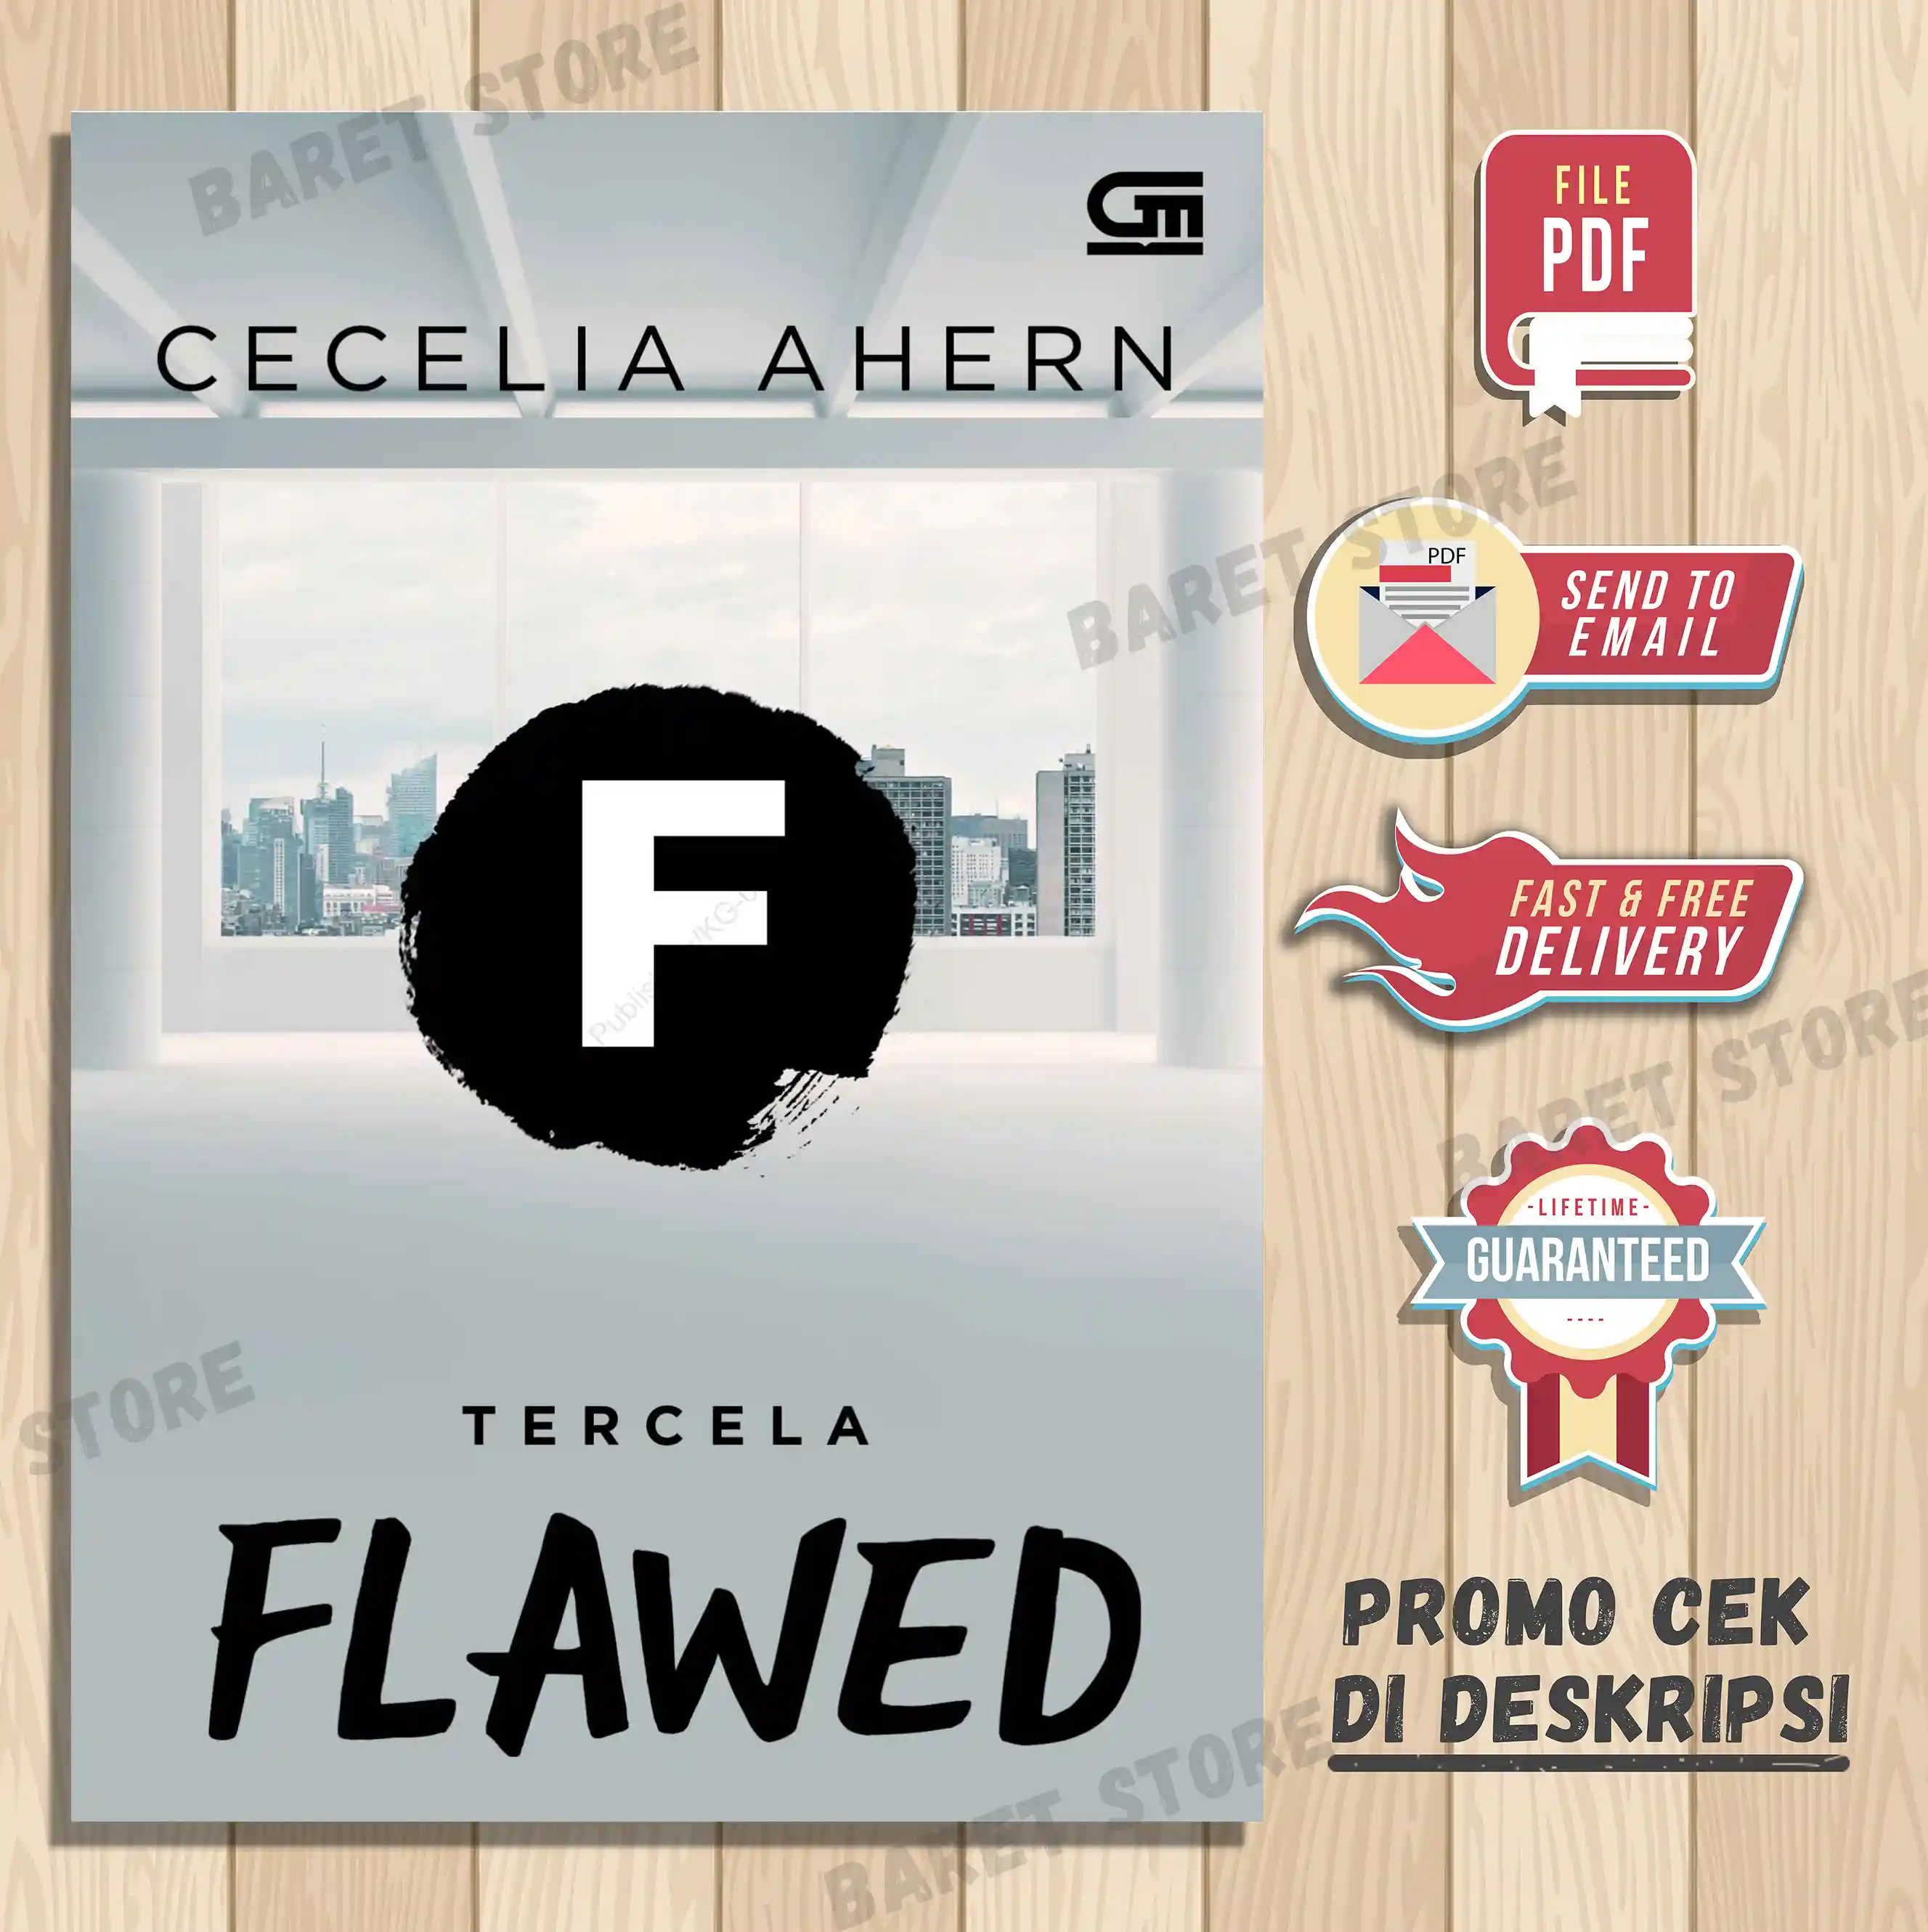 BARET STORE
GM
CECELIA AHERN
F
TERCELA
FLAWED
FILE
PDF
BARET STORE
PDF
SEND TO
EMAIL
FAST & FREE
DELIVERY
BARET STORE
-LIFETIME-
GUARANTEED
----
STORE
PROMO CEK
DI DESKRIPSI
BARET STORE